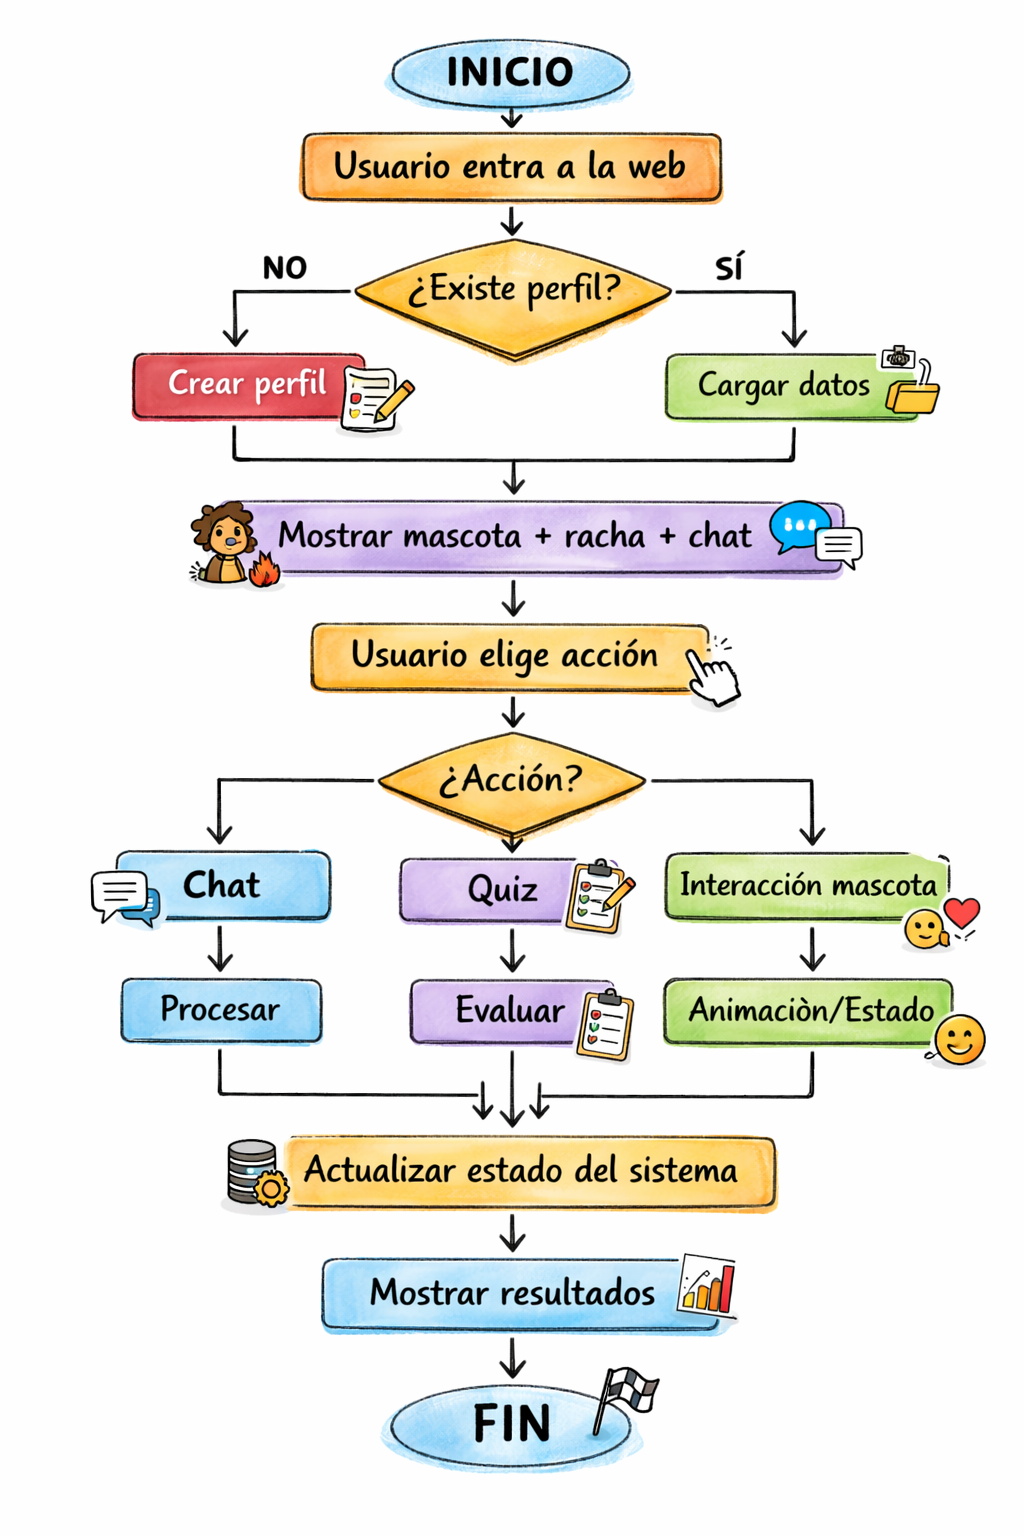 INICIO
Usuario entra a la web
¿Existe perfil?
NO
SÍ
Crear perfil
Cargar datos
Mostrar mascota + racha + chat
Usuario elige acción
¿Acción?
Chat
Quiz
Interacción mascota
Procesar
Evaluar
Animaciòn/Estado
Actualizar estado del sistema
Mostrar resultados
FIN